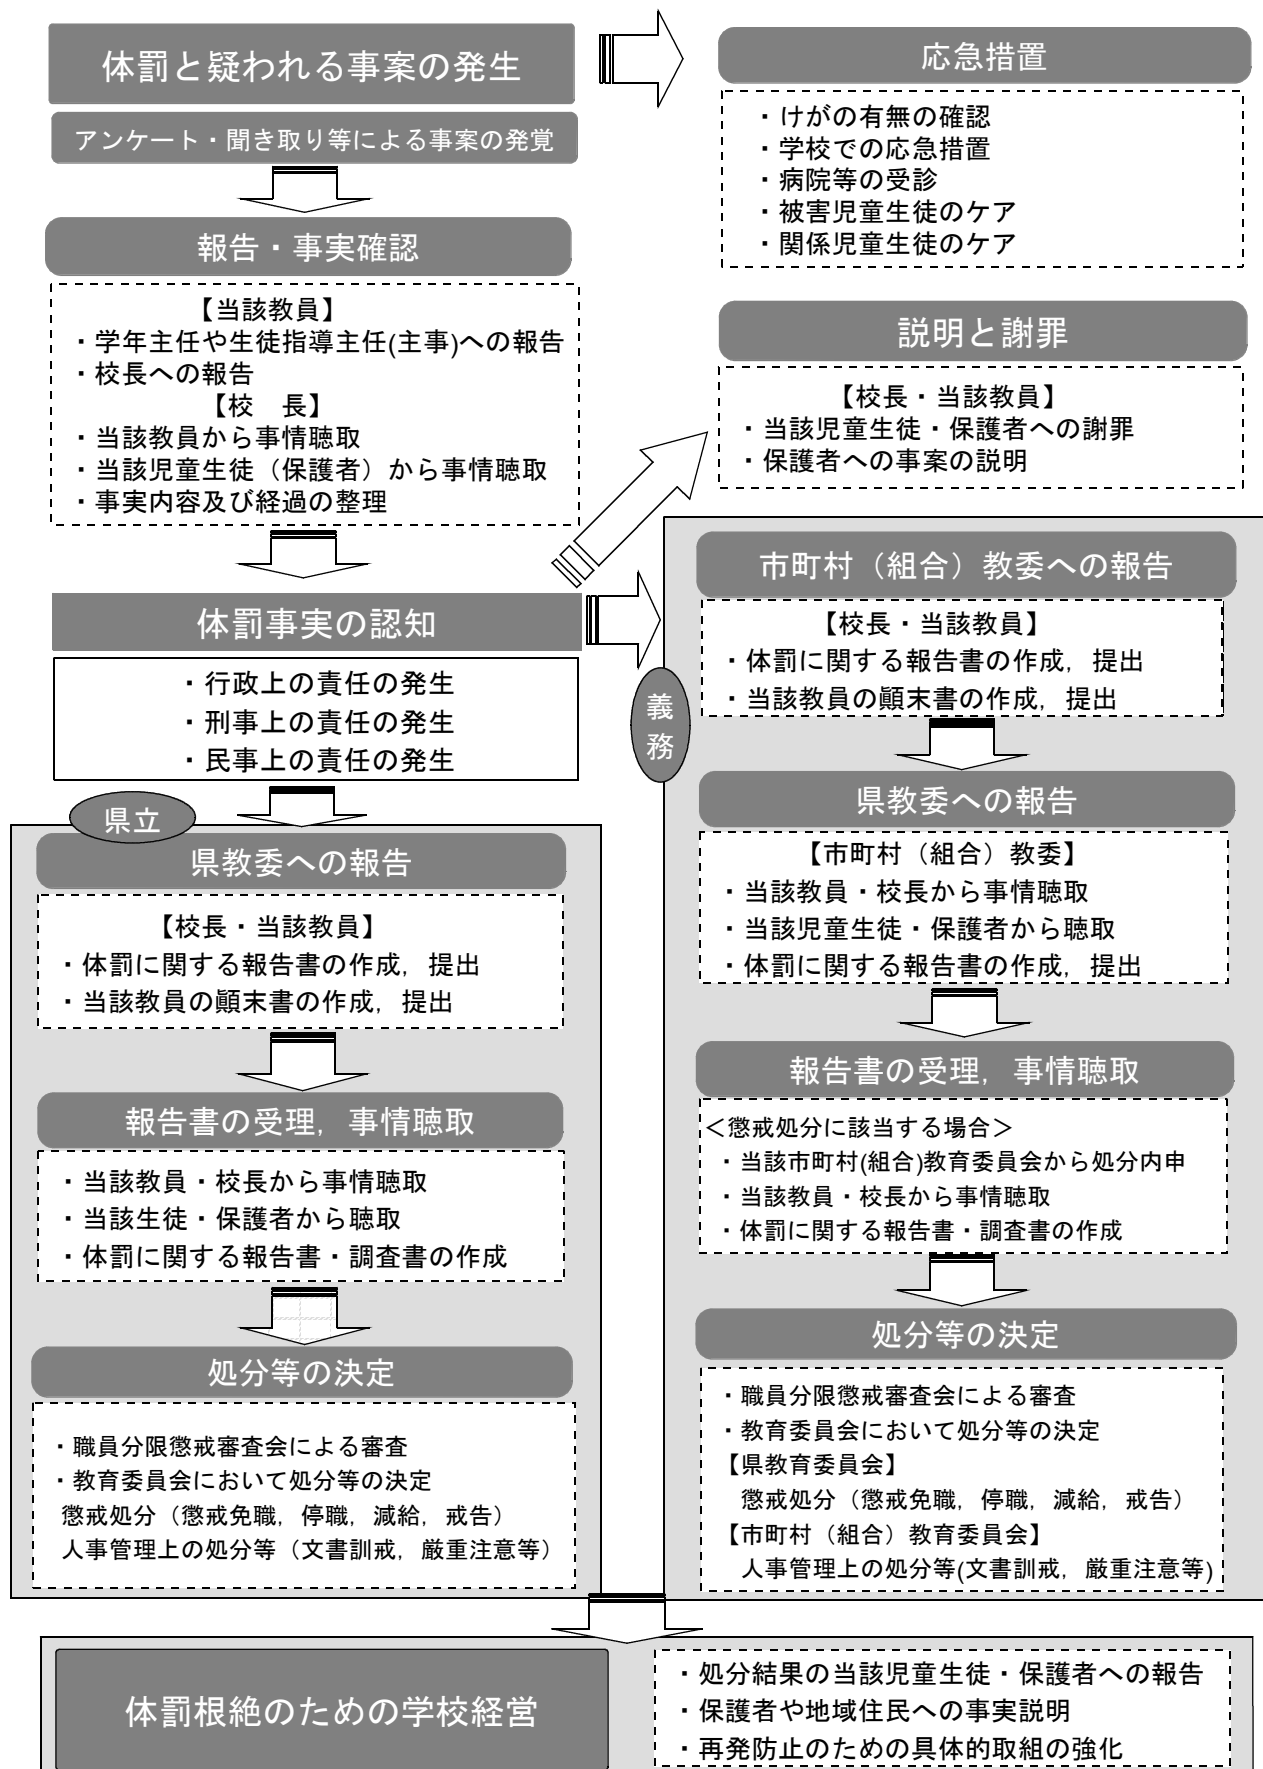 体罰と疑われる事案の発生
アンケート・聞き取り等による事案の発覚
応急措置
・けがの有無の確認
・学校での応急措置
・病院等の受診
・被害児童生徒のケア
・関係児童生徒のケア
報告・事実確認
【当該教員】
・学年主任や生徒指導主任(主事)への報告
・校長への報告
【校　長】
・当該教員から事情聴取
・当該児童生徒（保護者）から事情聴取
・事実内容及び経過の整理
説明と謝罪
【校長・当該教員】
・当該児童生徒・保護者への謝罪
・保護者への事案の説明
体罰事実の認知
・行政上の責任の発生
・刑事上の責任の発生
・民事上の責任の発生
県立
県教委への報告
【校長・当該教員】
・体罰に関する報告書の作成，提出
・当該教員の顚末書の作成，提出
報告書の受理，事情聴取
・当該教員・校長から事情聴取
・当該生徒・保護者から聴取
・体罰に関する報告書・調査書の作成
処分等の決定
・職員分限懲戒審査会による審査
・教育委員会において処分等の決定
懲戒処分（懲戒免職，停職，減給，戒告）
人事管理上の処分等（文書訓戒，厳重注意等）
義務
市町村（組合）教委への報告
【校長・当該教員】
・体罰に関する報告書の作成，提出
・当該教員の顚末書の作成，提出
県教委への報告
【市町村（組合）教委】
・当該教員・校長から事情聴取
・当該児童生徒・保護者から聴取
・体罰に関する報告書の作成，提出
報告書の受理，事情聴取
＜懲戒処分に該当する場合＞
・当該市町村(組合)教育委員会から処分内申
・当該教員・校長から事情聴取
・体罰に関する報告書・調査書の作成
処分等の決定
・職員分限懲戒審査会による審査
・教育委員会において処分等の決定
【県教育委員会】
懲戒処分（懲戒免職，停職，減給，戒告）
【市町村（組合）教育委員会】
人事管理上の処分等(文書訓戒，厳重注意等)
体罰根絶のための学校経営
・処分結果の当該児童生徒・保護者への報告
・保護者や地域住民への事実説明
・再発防止のための具体的取組の強化